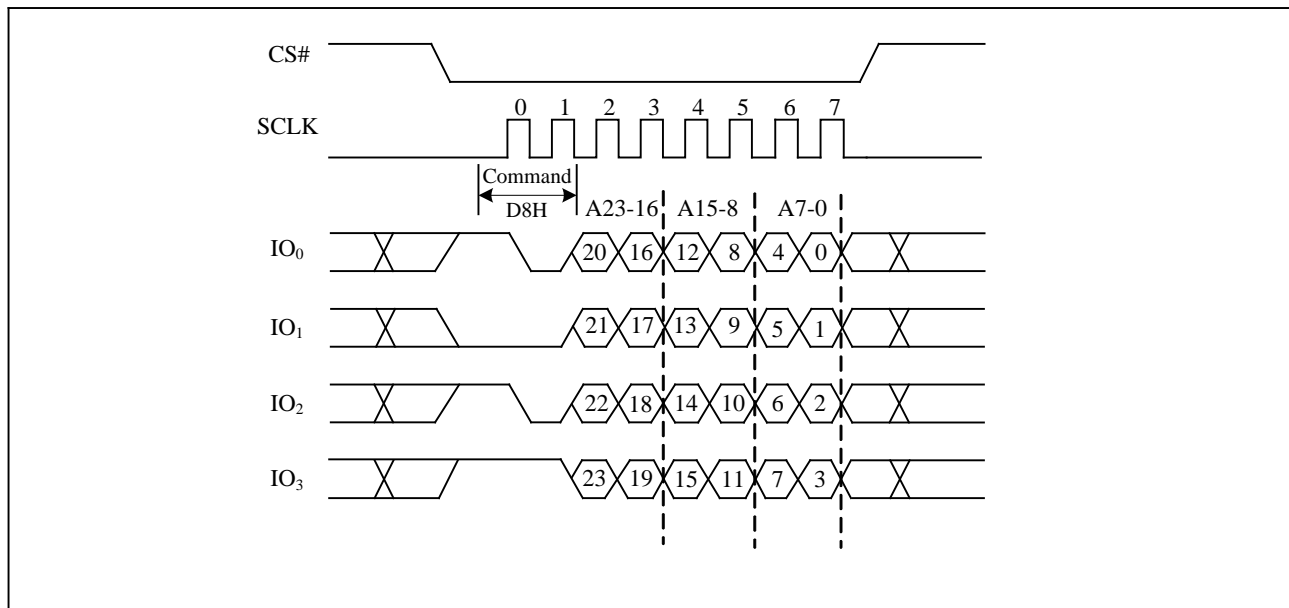 CS#
0 1 2 3 4 5 6 7
SCLK
Command
D8H
A23-16 A15-8 A7-0
IO₀ 20 16 12 8 4 0
IO₁ 21 17 13 9 5 1
IO₂ 22 18 14 10 6 2
IO₃ 23 19 15 11 7 3